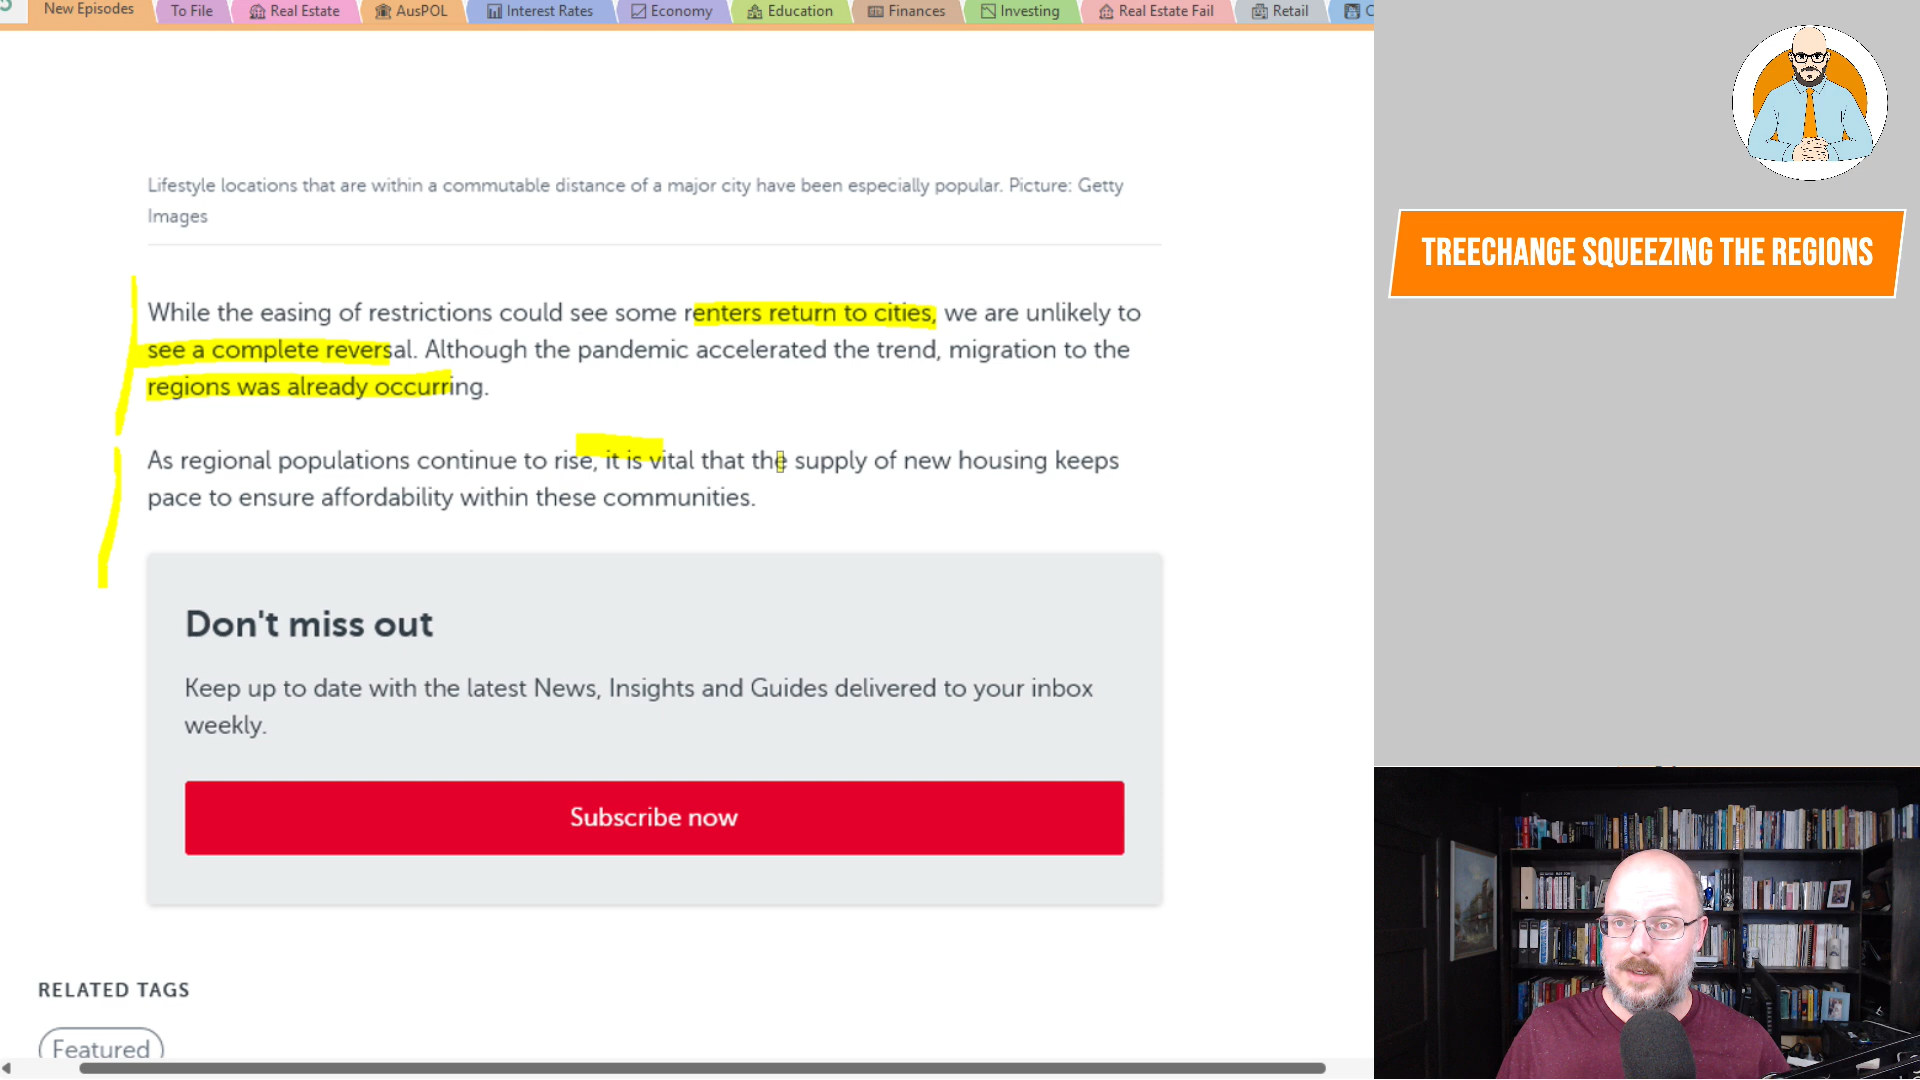 New Episodes
To File
Real Estate
AusPOL
Interest Rates
Economy
Education
Finances
Investing
Real Estate Fail
Retail
TREECHANGE SQUEEZING THE REGIONS
Lifestyle locations that are within a commutable distance of a major city have been especially popular. Picture: Getty
Images
While the easing of restrictions could see some renters return to cities, we are unlikely to
see a complete reversal. Although the pandemic accelerated the trend, migration to the
regions was already occurring.
As regional populations continue to rise, it is vital that the supply of new housing keeps
pace to ensure affordability within these communities.
Don't miss out
Keep up to date with the latest News, Insights and Guides delivered to your inbox
weekly.
Subscribe now
RELATED TAGS
Featured